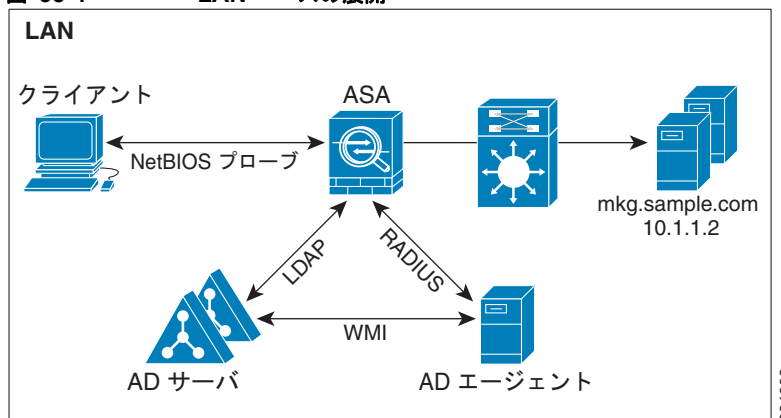 LAN
クライアント
ASA
NetBIOS プローブ
mkg.sample.com
10.1.1.2
LDAP
RADIUS
WMI
AD サーバ
AD エージェント